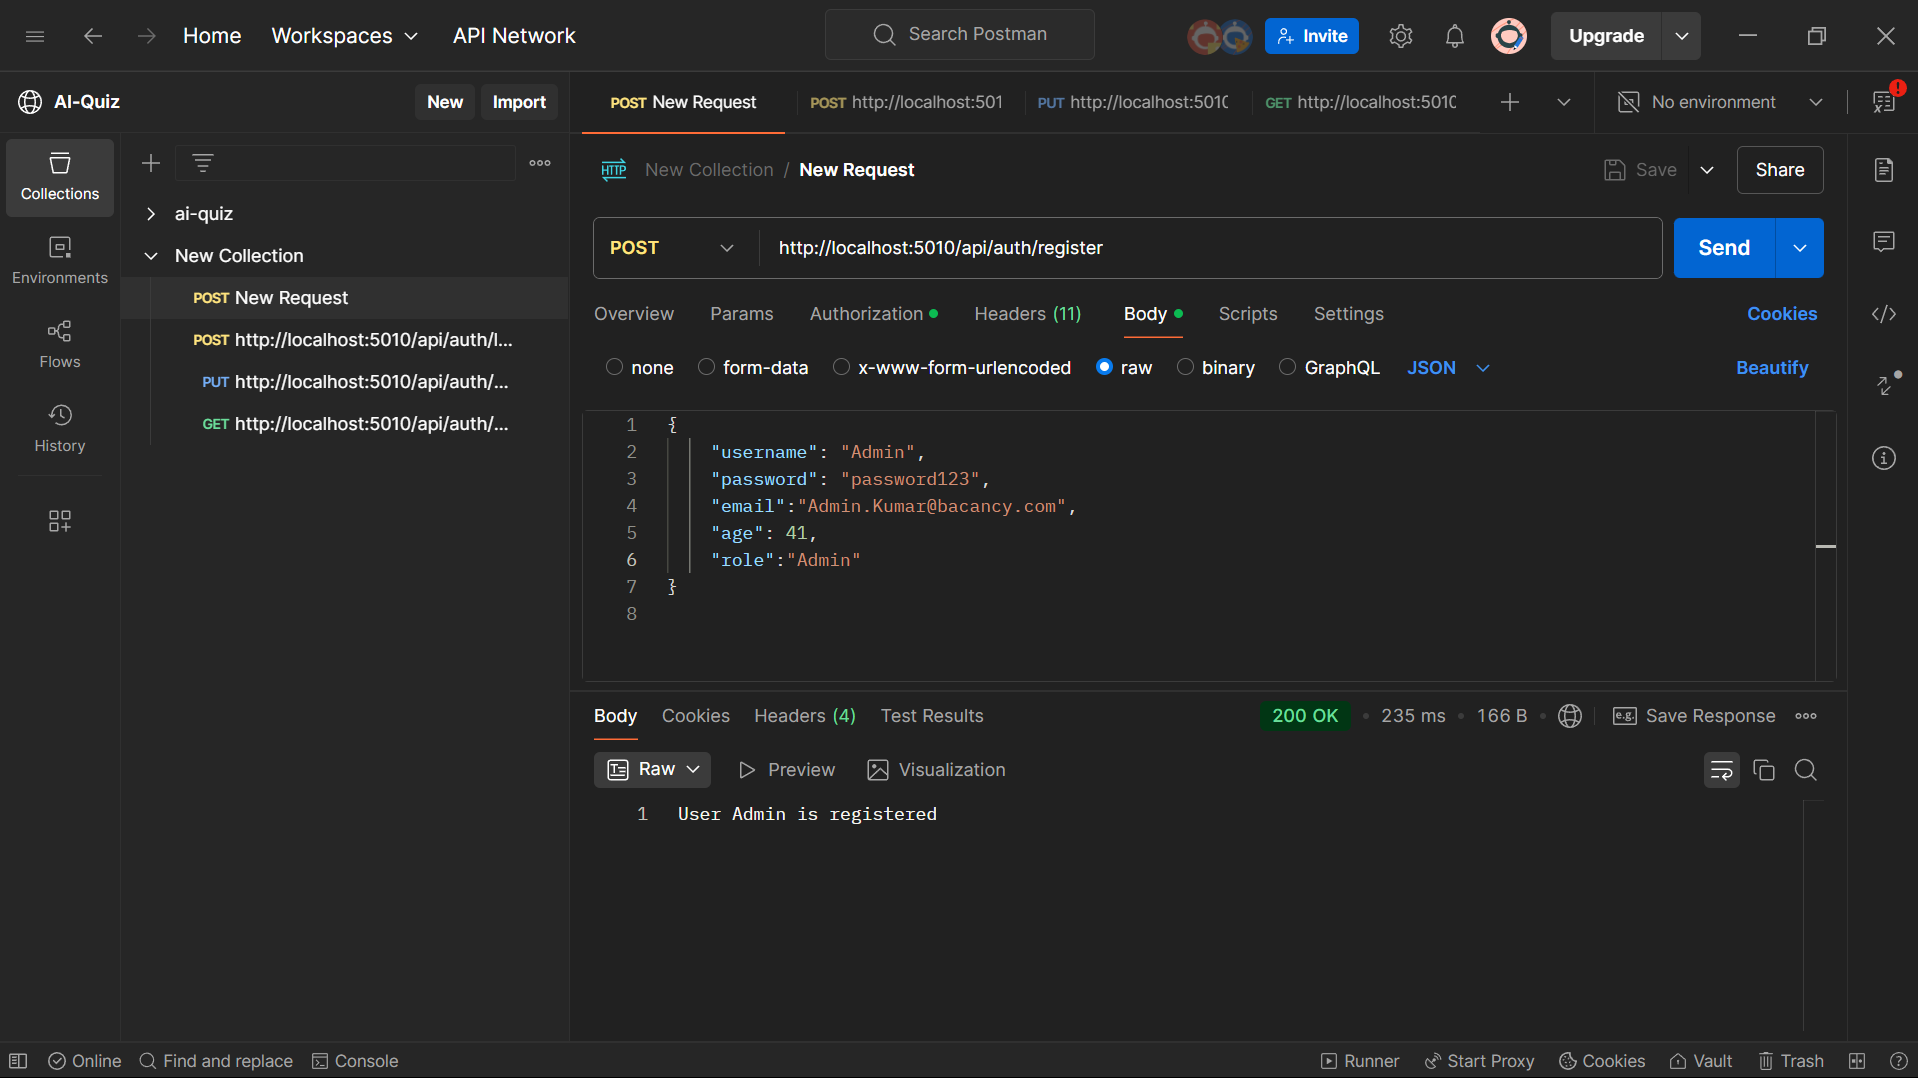 Home Workspaces API Network Search Postman Invite Upgrade
AI-Quiz New Import
POST New Request POST http://localhost:501 PUT http://localhost:501 GET http://localhost:501 No environment
Collections
Environments
Flows
History
ai-quiz
New Collection
POST New Request
POST http://localhost:5010/api/auth/l...
PUT http://localhost:5010/api/auth/...
GET http://localhost:5010/api/auth/...
HTTP New Collection / New Request Save Share
POST http://localhost:5010/api/auth/register Send
Overview Params Authorization Headers (11) Body Scripts Settings Cookies
none form-data x-www-form-urlencoded raw binary GraphQL JSON Beautify
1 {
2 "username": "Admin",
3 "password": "password123",
4 "email":"Admin.Kumar@bacancy.com",
5 "age": 41,
6 "role":"Admin"
7 }
8
Body Cookies Headers (4) Test Results 200 OK • 235 ms • 166 B • e.g. Save Response
Raw Preview Visualization
1 User Admin is registered
Online Find and replace Console Runner Start Proxy Cookies Vault Trash